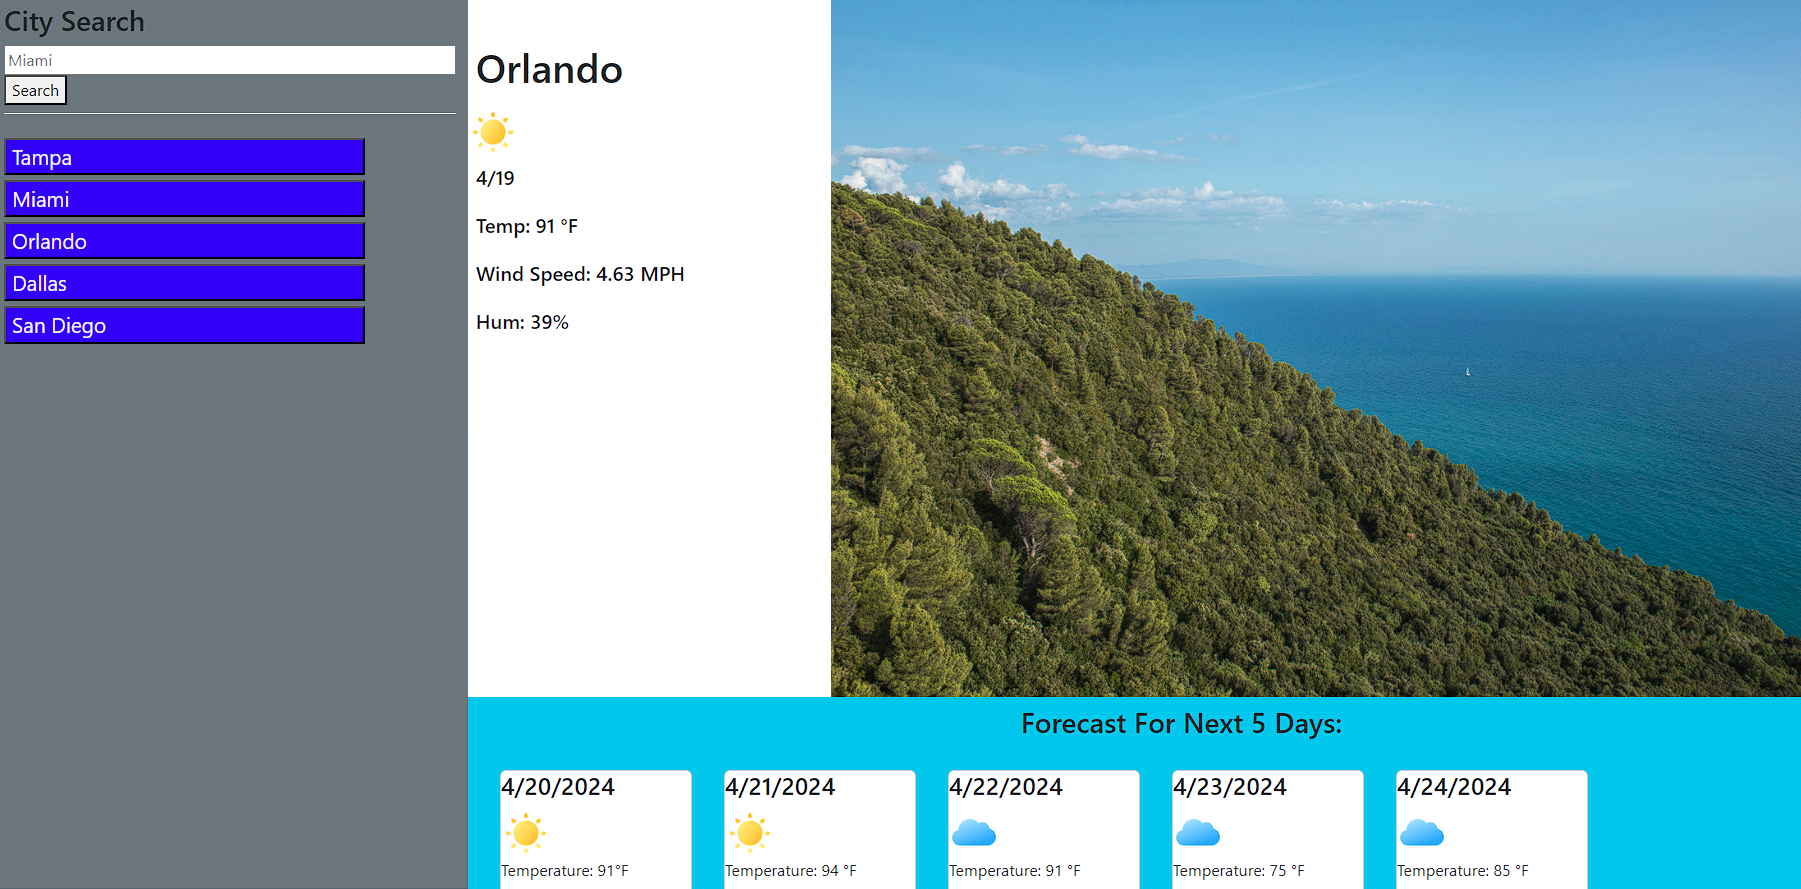 City Search
Miami
Search
Tampa
Miami
Orlando
Dallas
San Diego
Orlando
4/19
Temp: 91 °F
Wind Speed: 4.63 MPH
Hum: 39%
Forecast For Next 5 Days:
4/20/2024
Temperature: 91°F
4/21/2024
Temperature: 94 °F
4/22/2024
Temperature: 91 °F
4/23/2024
Temperature: 75 °F
4/24/2024
Temperature: 85 °F